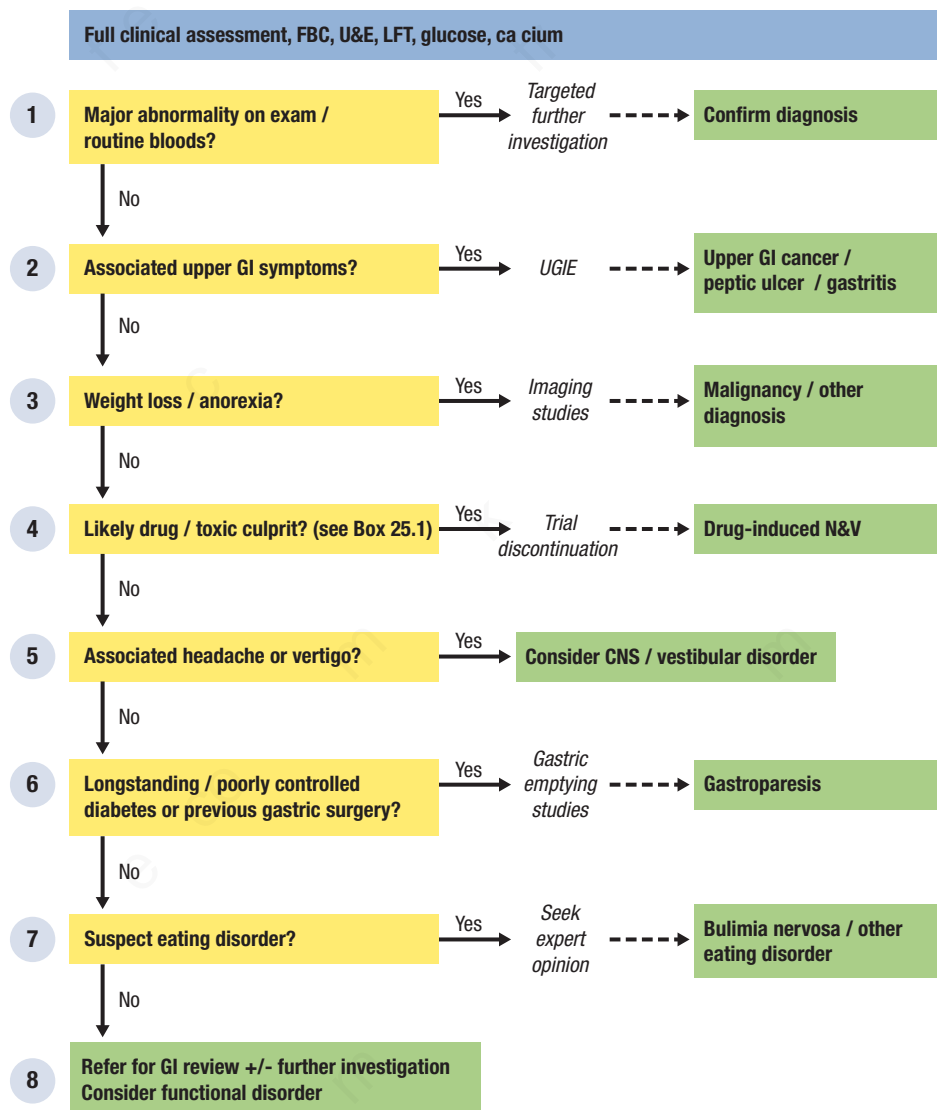 Full clinical assessment, FBC, U&E, LFT, glucose, ca cium
1
Major abnormality on exam /
routine bloods?
Yes
Targeted
further
investigation
Confirm diagnosis
No
2
Associated upper GI symptoms?
Yes
UGIE
Upper GI cancer /
peptic ulcer / gastritis
No
3
Weight loss / anorexia?
Yes
Imaging
studies
Malignancy / other
diagnosis
No
4
Likely drug / toxic culprit? (see Box 25.1)
Yes
Trial
discontinuation
Drug-induced N&V
No
5
Associated headache or vertigo?
Yes
Consider CNS / vestibular disorder
No
6
Longstanding / poorly controlled
diabetes or previous gastric surgery?
Yes
Gastric
emptying
studies
Gastroparesis
No
7
Suspect eating disorder?
Yes
Seek
expert
opinion
Bulimia nervosa / other
eating disorder
No
8
Refer for GI review +/- further investigation
Consider functional disorder